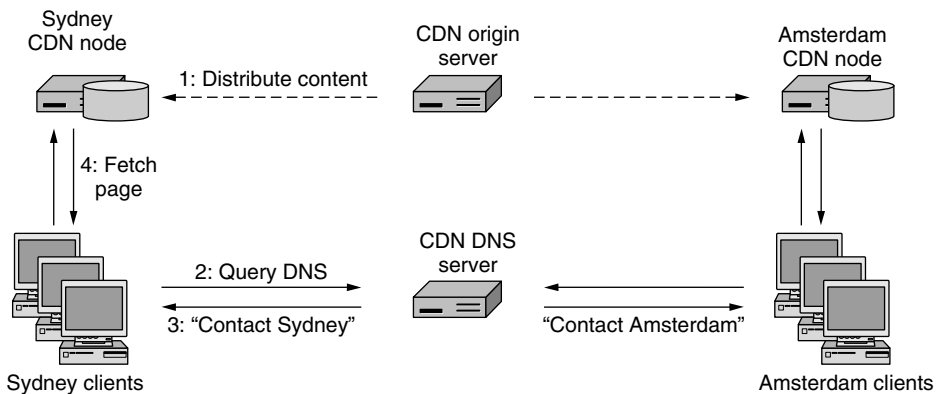 Sydney
CDN node
CDN origin
server
Amsterdam
CDN node
1: Distribute content
4: Fetch
page
CDN DNS
server
2: Query DNS
3: “Contact Sydney”
“Contact Amsterdam”
Sydney clients
Amsterdam clients